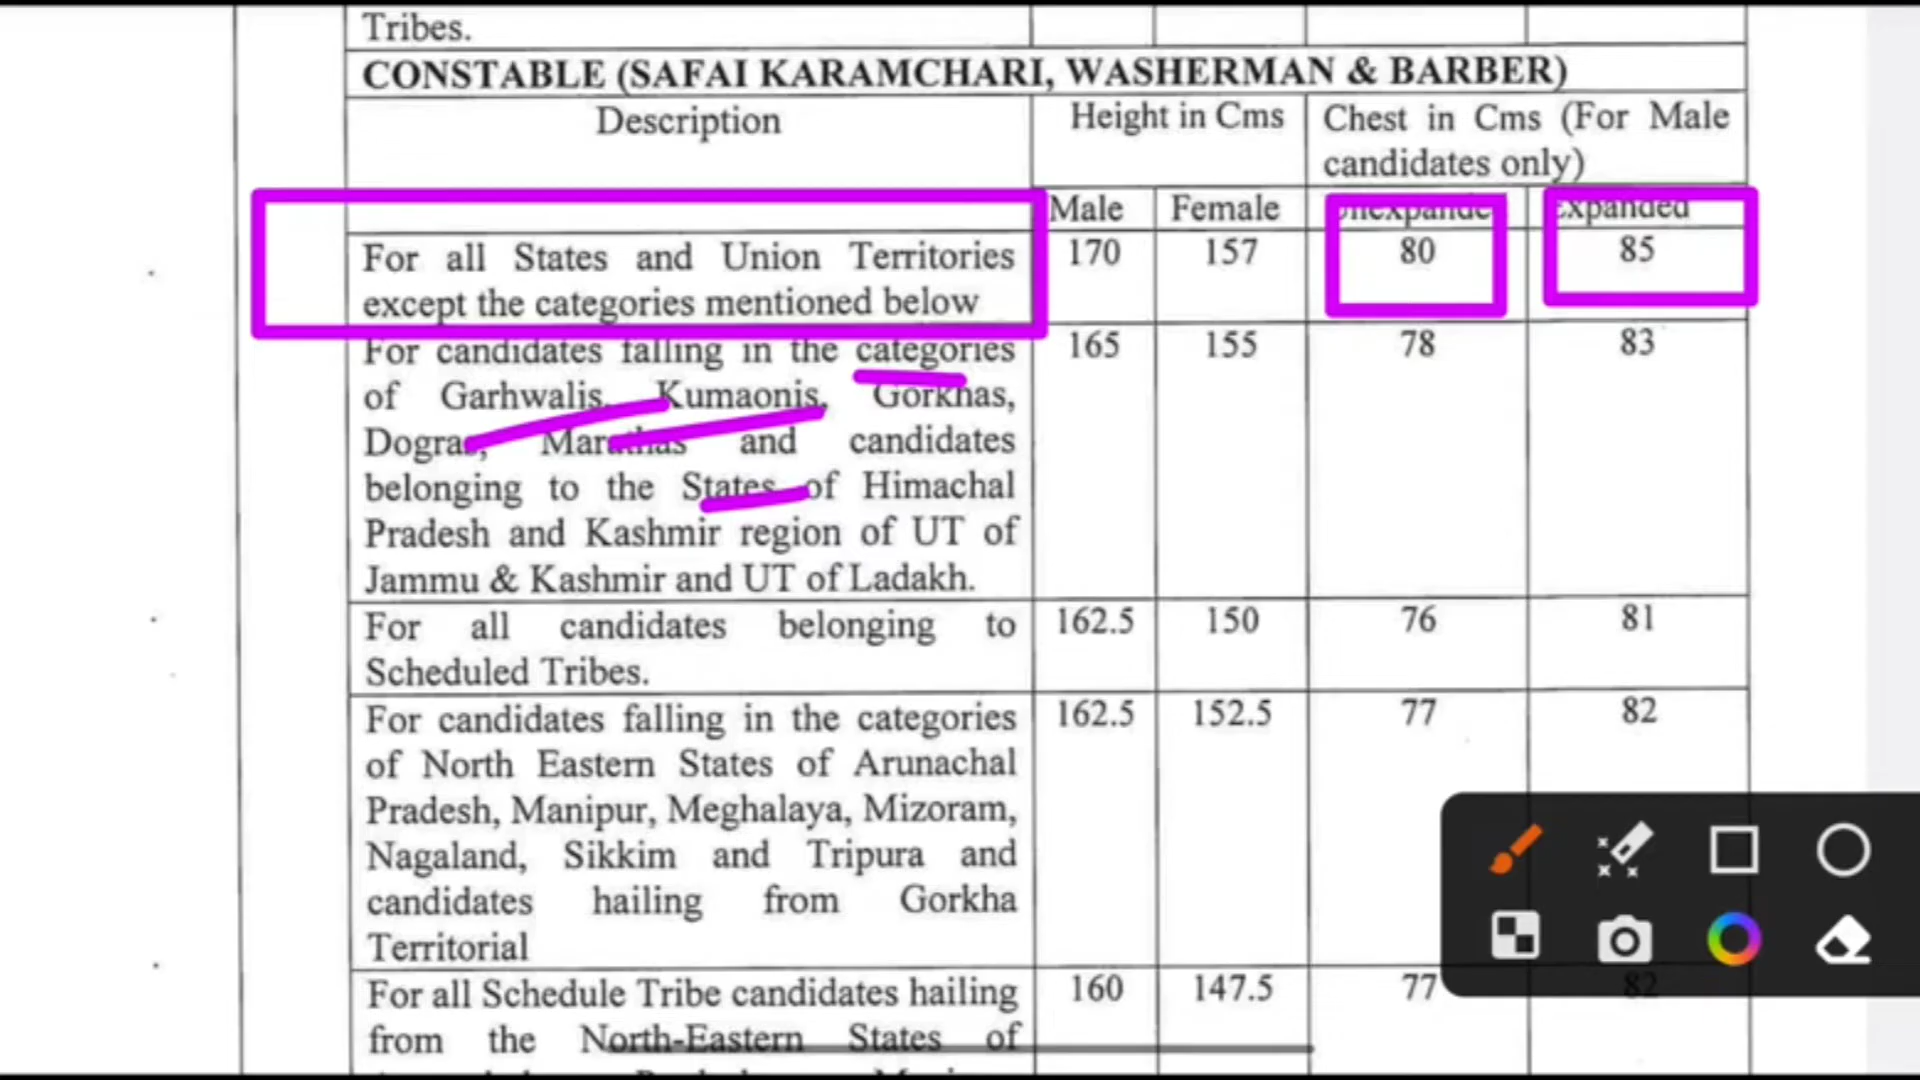 Tribes.
CONSTABLE (SAFAI KARAMCHARI, WASHERMAN & BARBER)
Description
Height in Cms
Chest in Cms (For Male
candidates only)
Male
Female
Unexpanded
Expanded
For all States and Union Territories
except the categories mentioned below
170
157
80
85
For candidates falling in the categories
of Garhwalis, Kumaonis, Gorkhas,
Dogras, Marathas and candidates
belonging to the States of Himachal
Pradesh and Kashmir region of UT of
Jammu & Kashmir and UT of Ladakh.
165
155
78
83
For all candidates belonging to
Scheduled Tribes.
162.5
150
76
81
For candidates falling in the categories
of North Eastern States of Arunachal
Pradesh, Manipur, Meghalaya, Mizoram,
Nagaland, Sikkim and Tripura and
candidates hailing from Gorkha
Territorial
162.5
152.5
77
82
For all Schedule Tribe candidates hailing
from the North-Eastern States of
160
147.5
77
82